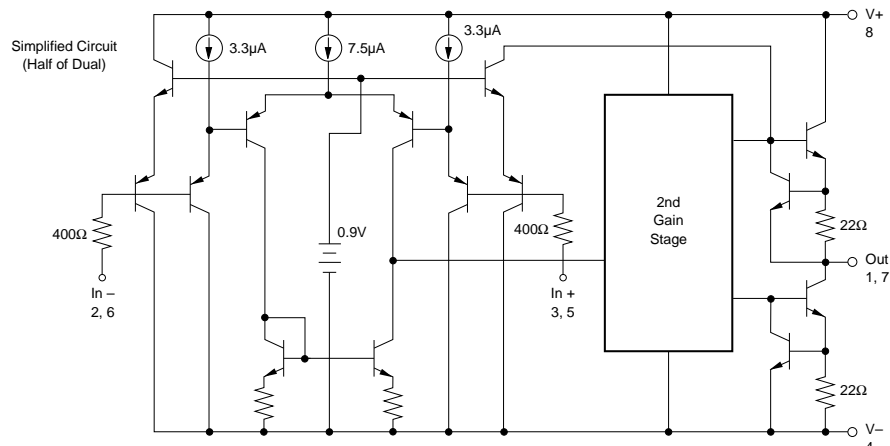 Simplified Circuit
(Half of Dual)
3.3µA
7.5µA
3.3µA
V+
8
400Ω
0.9V
400Ω
2nd
Gain
Stage
22Ω
In –
2, 6
In +
3, 5
Out
1, 7
22Ω
V–
4